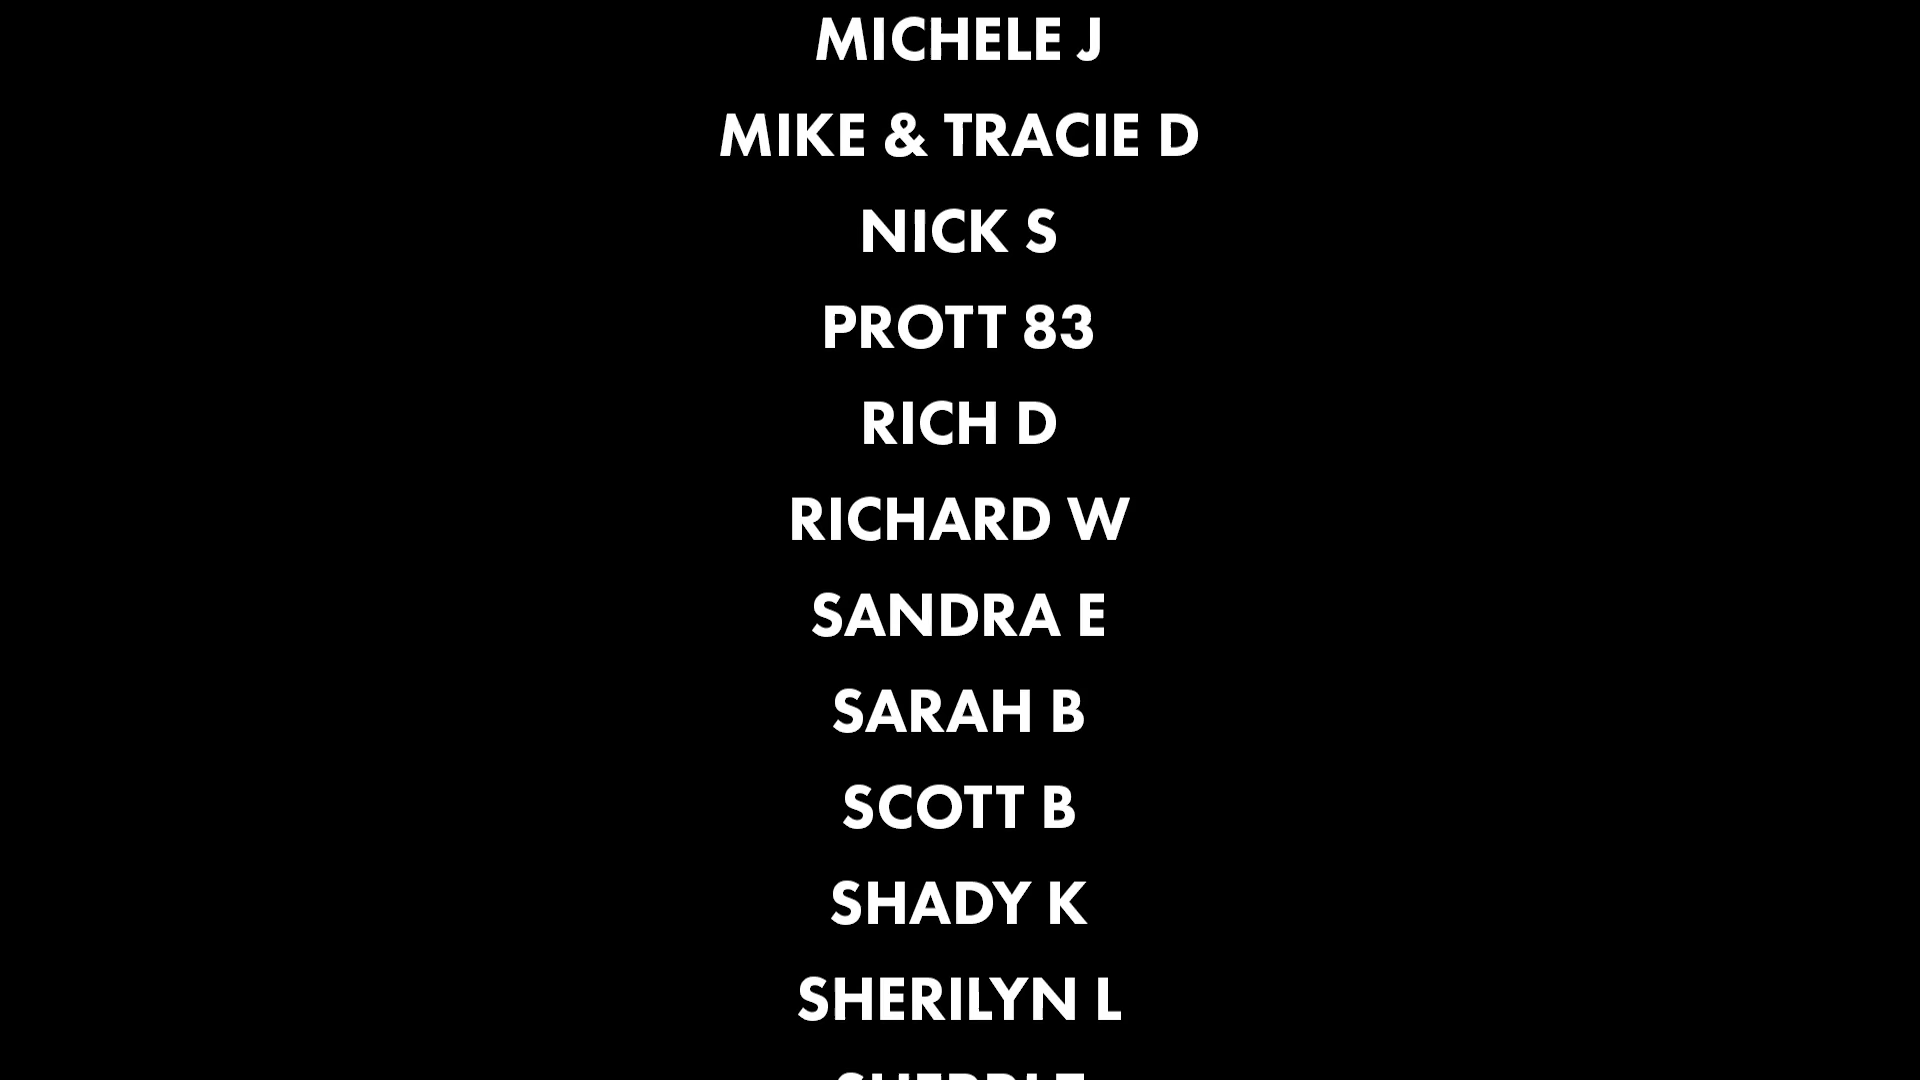 MICHELE J
MIKE & TRACIE D
NICK S
PROTT 83
RICH D
RICHARD W
SANDRA E
SARAH B
SCOTT B
SHADY K
SHERILYN L